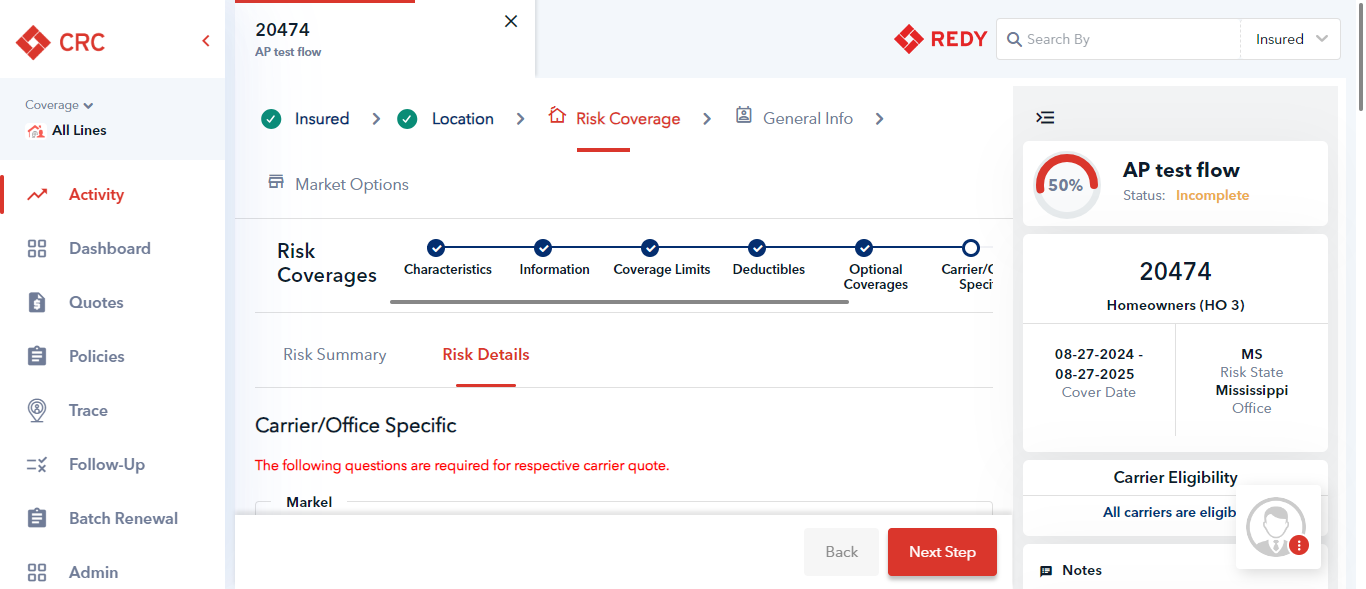 CRC
Coverage
All Lines
Activity
Dashboard
Quotes
Policies
Trace
Follow-Up
Batch Renewal
Admin
20474
AP test flow
REDY
Search By
Insured
Insured
Location
Risk Coverage
General Info
Market Options
Risk
Coverages
Characteristics
Information
Coverage Limits
Deductibles
Optional
Coverages
Carrier/O
Specif
Risk Summary
Risk Details
Carrier/Office Specific
The following questions are required for respective carrier quote.
Markel
Back
Next Step
50%
AP test flow
Status: Incomplete
20474
Homeowners (HO 3)
08-27-2024 -
08-27-2025
Cover Date
MS
Risk State
Mississippi
Office
Carrier Eligibility
All carriers are eligib
Notes